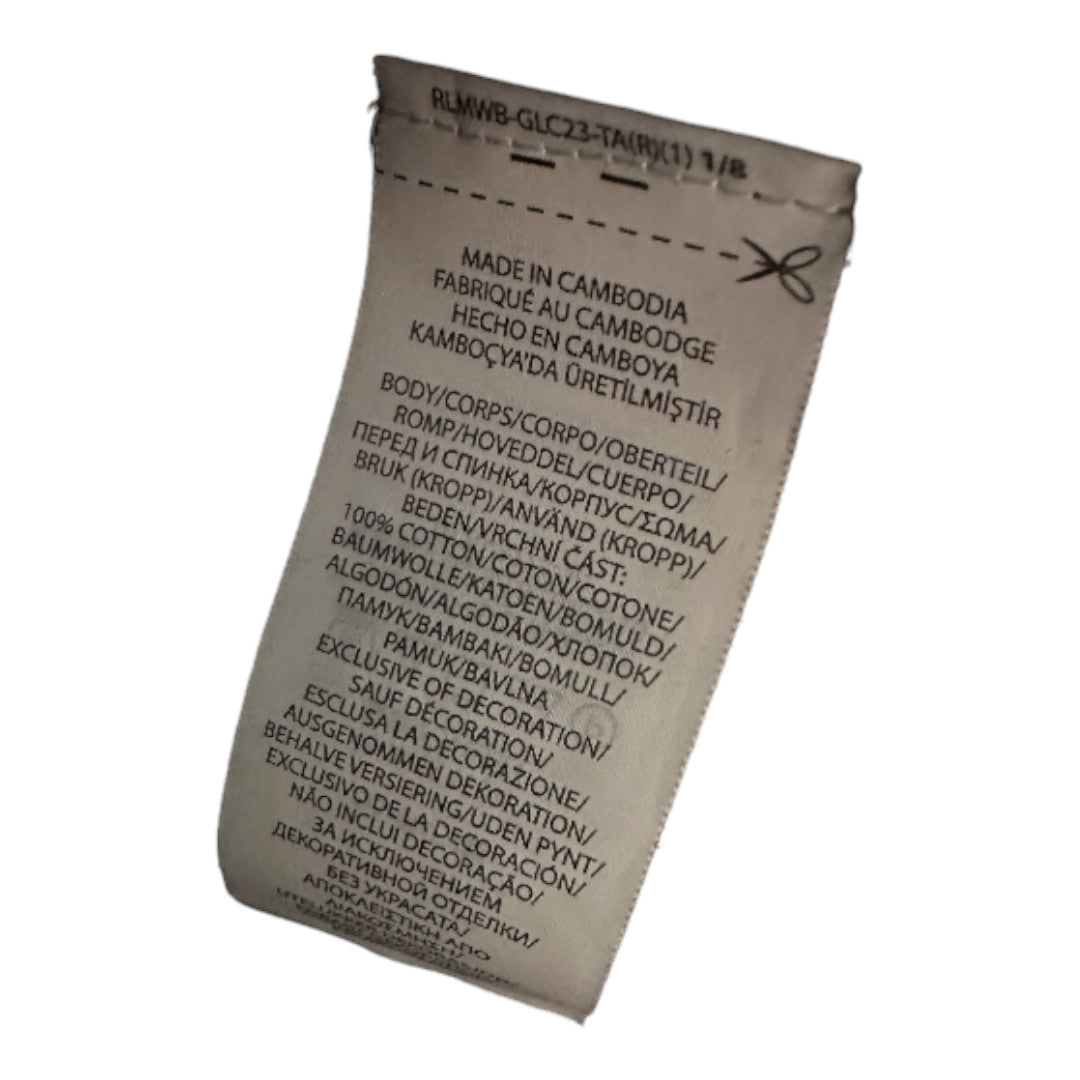 RLMWB-GLC23-TA(R)(1) 1/8
MADE IN CAMBODIA
FABRIQUÉ AU CAMBODGE
HECHO EN CAMBOYA
KAMBOÇYA'DA ÜRETİLMİŞTİR
BODY/CORPS/CORPO/OBERTEIL/
ROMP/HOVEDDEL/CUERPO/
ПЕРЕД И СПИНКА/КОРПУС/ΣΩΜΑ/
BRUK (KROPP)/ANVÄND (KROPP)/
BEDEN/VRCHNÍ ČÁST:
100% COTTON/COTON/COTONE/
BAUMWOLLE/KATOEN/BOMULD/
ALGODÓN/ALGODÃO/ХЛОПОК/
ПАМУК/ΒΑΜΒΑΚΙ/BOMULL/
PAMUK/BAVLNA
EXCLUSIVE OF DECORATION/
SAUF DÉCORATION/
ESCLUSA LA DECORAZIONE/
AUSGENOMMEN DEKORATION/
BEHALVE VERSIERING/UDEN PYNT/
EXCLUSIVO DE LA DECORACIÓN/
NÃO INCLUI DECORAÇÃO/
ЗА ИСКЛЮЧЕНИЕМ
ДЕКОРАТИВНОЙ ОТДЕЛКИ/
БЕЗ УКРАСАТА/
ΑΠΟΚΛΕΙΣΤΙΚΗ ΑΠΟ
ΔΙΑΚΟΣΜΗΣΗ/